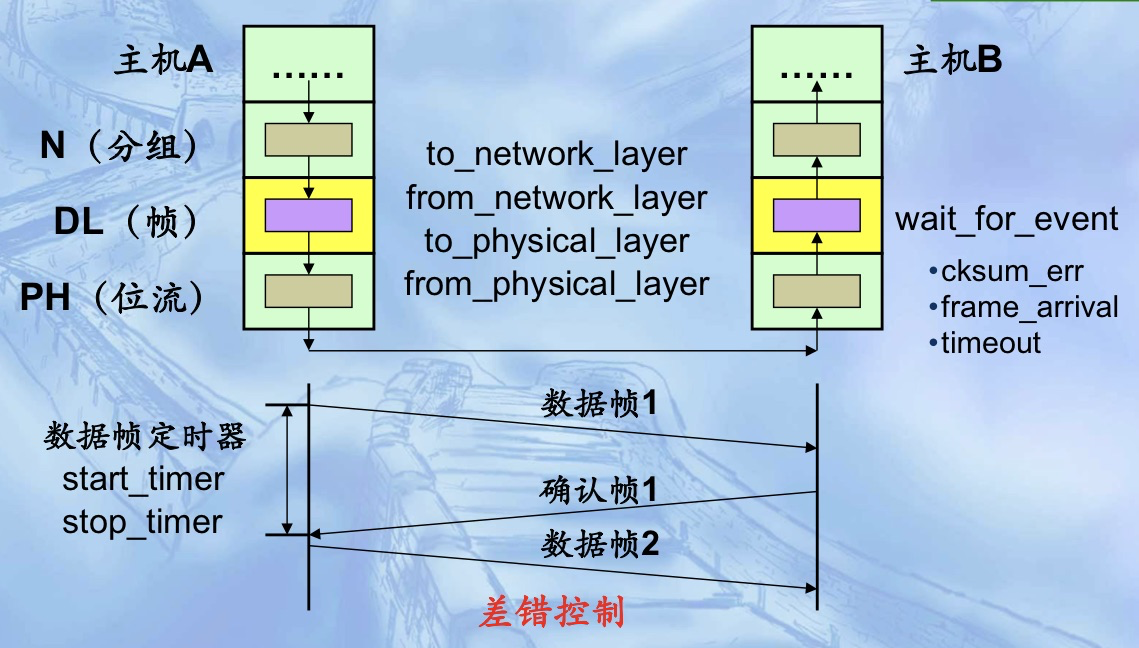 主机A
……
……
主机B
N（分组）
to_network_layer
from_network_layer
DL（帧）
to_physical_layer
wait_for_event
PH（位流）
from_physical_layer
•cksum_err
•frame_arrival
•timeout
数据帧1
数据帧定时器
start_timer
stop_timer
确认帧1
数据帧2
差错控制